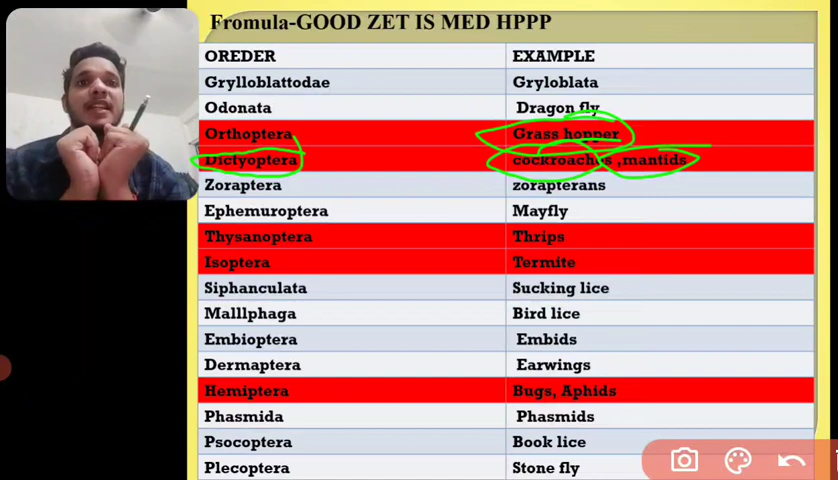 Fromula-GOOD ZET IS MED HPPP
OREDER EXAMPLE
Grylloblattodae Gryloblata
Odonata Dragon fly
Orthoptera Grass hopper
Dictyoptera cockroaches ,mantids
Zoraptera zorapterans
Ephemuroptera Mayfly
Thysanoptera Thrips
Isoptera Termite
Siphanculata Sucking lice
Malllphaga Bird lice
Embioptera Embids
Dermaptera Earwings
Hemiptera Bugs, Aphids
Phasmida Phasmids
Psocoptera Book lice
Plecoptera Stone fly